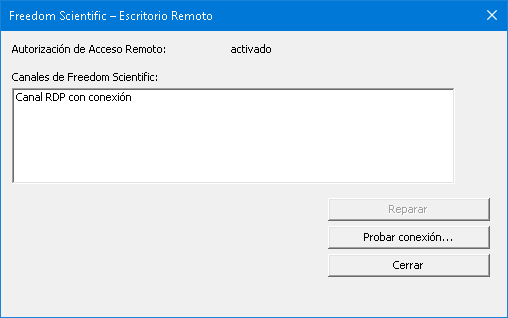 Freedom Scientific – Escritorio Remoto
Autorización de Acceso Remoto: activado
Canales de Freedom Scientific:
Canal RDP con conexión
Reparar
Probar conexión...
Cerrar